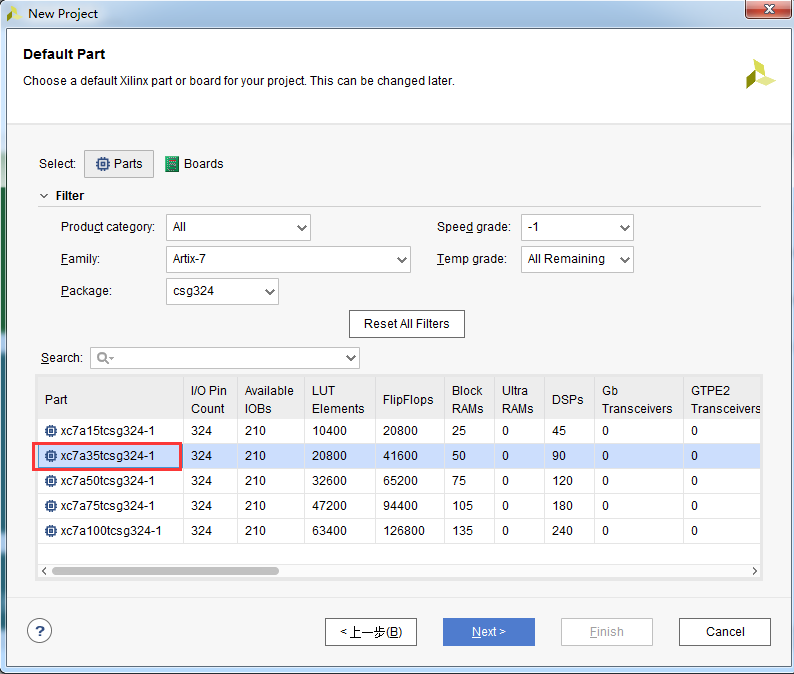 New Project
Default Part
Choose a default Xilinx part or board for your project. This can be changed later.
Select: Parts Boards
Filter
Product category: All Speed grade: -1
Family: Artix-7 Temp grade: All Remaining
Package: csg324
Reset All Filters
Search:
Part I/O Pin Count Available IOBs LUT Elements FlipFlops Block RAMs Ultra RAMs DSPs Gb Transceivers GTPE2 Transceivers
xc7a15tcsg324-1 324 210 10400 20800 25 0 45 0 0
xc7a35tcsg324-1 324 210 20800 41600 50 0 90 0 0
xc7a50tcsg324-1 324 210 32600 65200 75 0 120 0 0
xc7a75tcsg324-1 324 210 47200 94400 105 0 180 0 0
xc7a100tcsg324-1 324 210 63400 126800 135 0 240 0 0
? < 上一步(B) Next > Finish Cancel